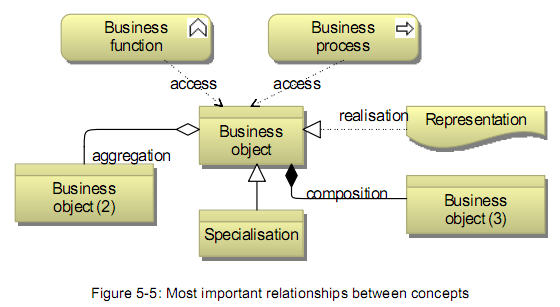 Business
function
Business
process
access
access
realisation
Representation
Business
object
aggregation
Business
object (2)
composition
Business
object (3)
Specialisation
Figure 5-5: Most important relationships between concepts